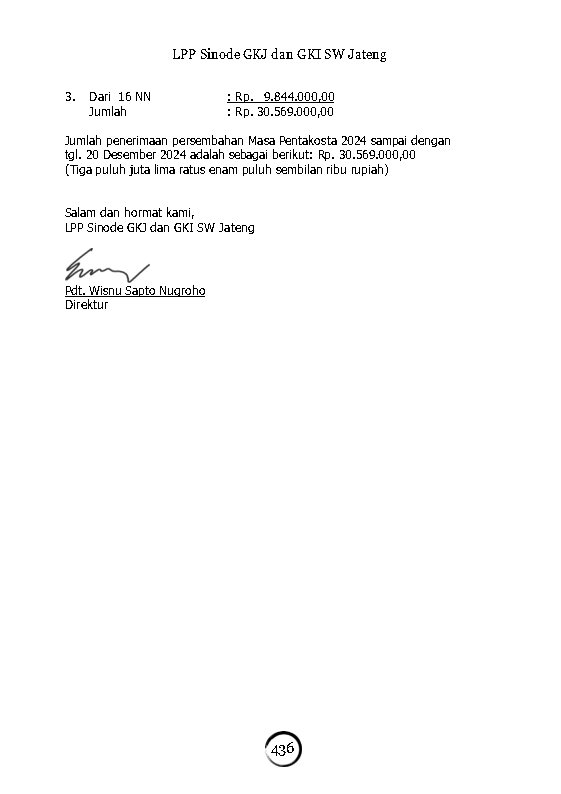 LPP Sinode GKJ dan GKI SW Jateng
3. Dari 16 NN : Rp. 9.844.000,00
Jumlah : Rp. 30.569.000,00
Jumlah penerimaan persembahan Masa Pentakosta 2024 sampai dengan
tgl. 20 Desember 2024 adalah sebagai berikut: Rp. 30.569.000,00
(Tiga puluh juta lima ratus enam puluh sembilan ribu rupiah)
Salam dan hormat kami,
LPP Sinode GKJ dan GKI SW Jateng
Pdt. Wisnu Sapto Nugroho
Direktur
436